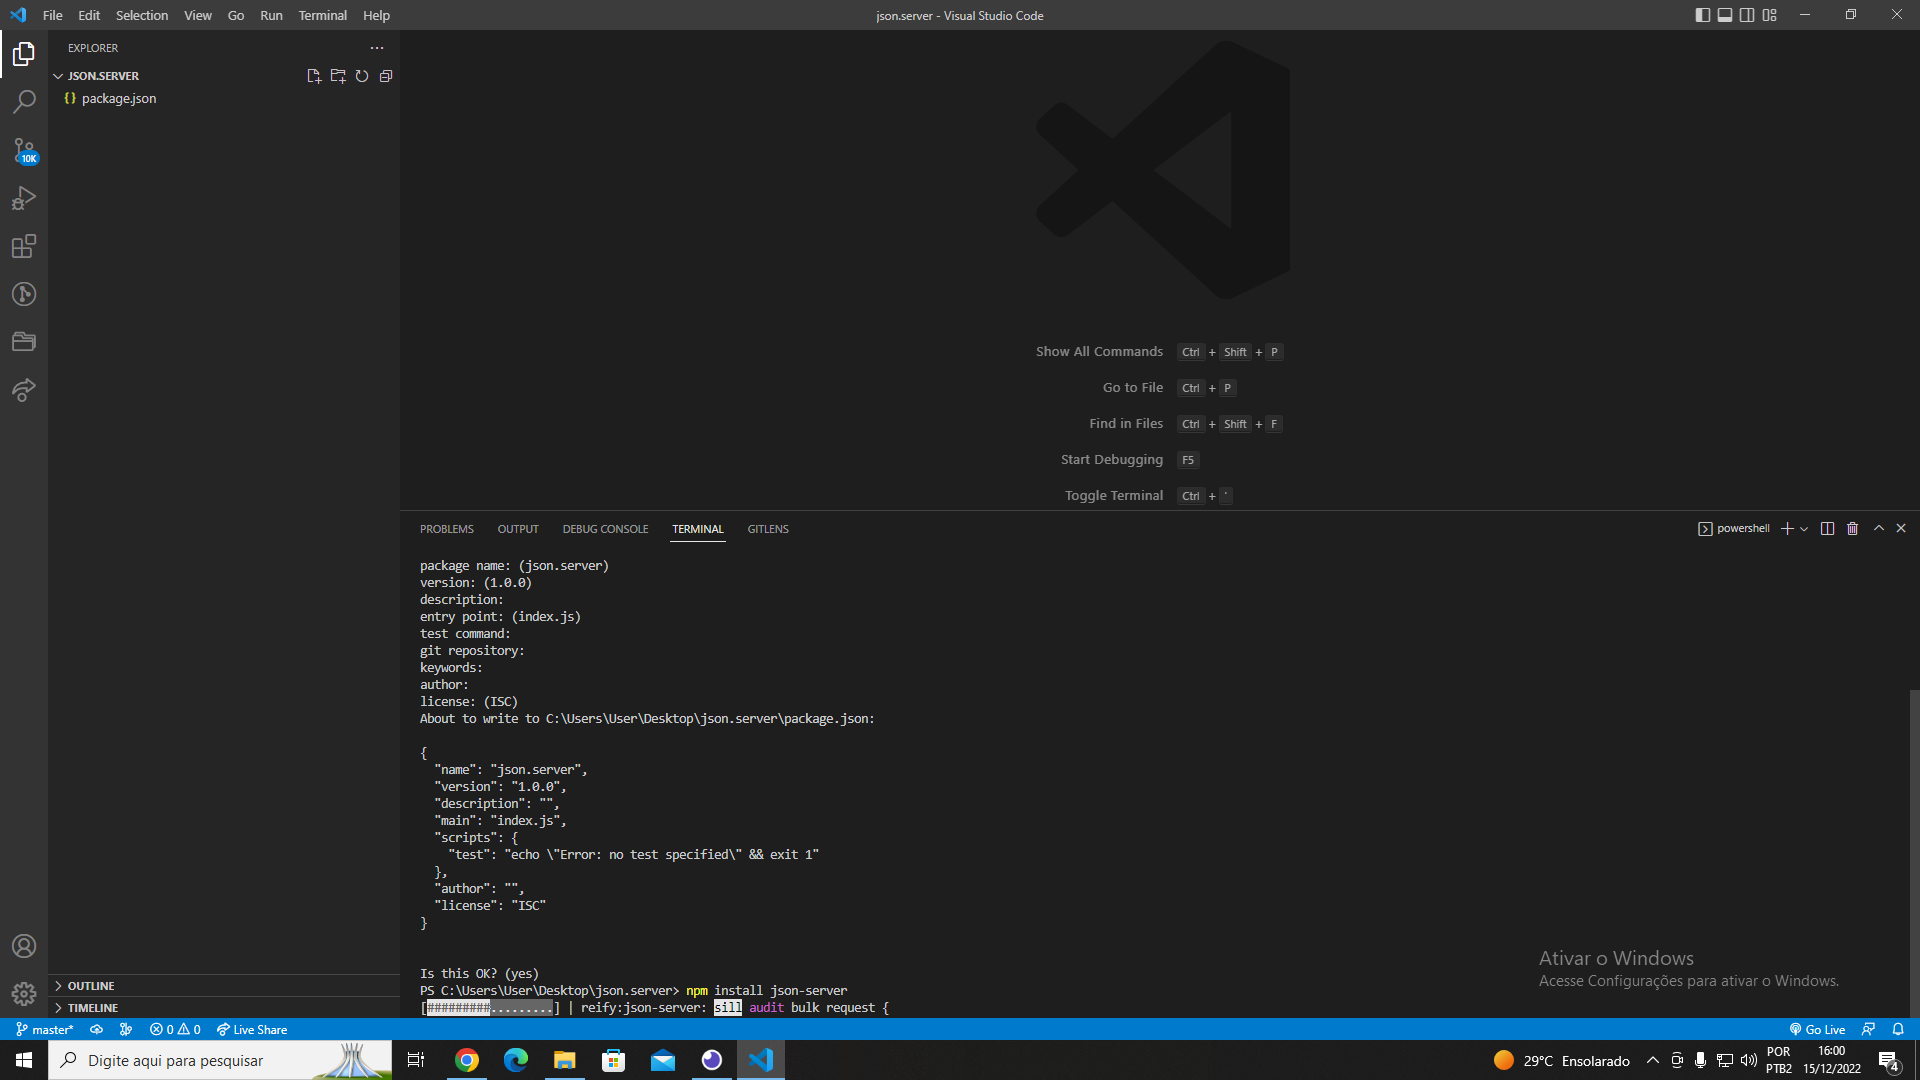 File Edit Selection View Go Run Terminal Help
json.server - Visual Studio Code
EXPLORER
JSON.SERVER
{} package.json
10K
Show All Commands Ctrl + Shift + P
Go to File Ctrl + P
Find in Files Ctrl + Shift + F
Start Debugging F5
Toggle Terminal Ctrl + '
PROBLEMS OUTPUT DEBUG CONSOLE TERMINAL GITLENS
powershell
package name: (json.server)
version: (1.0.0)
description:
entry point: (index.js)
test command:
git repository:
keywords:
author:
license: (ISC)
About to write to C:\Users\User\Desktop\json.server\package.json:
{
"name": "json.server",
"version": "1.0.0",
"description": "",
"main": "index.js",
"scripts": {
"test": "echo \"Error: no test specified\" && exit 1"
},
"author": "",
"license": "ISC"
}
Is this OK? (yes)
PS C:\Users\User\Desktop\json.server> npm install json-server
[#########.........] | reify:json-server: sill audit bulk request {
Ativar o Windows
Acesse Configurações para ativar o Windows.
OUTLINE
TIMELINE
master* 0 0 Live Share
Go Live
Digite aqui para pesquisar
29°C Ensolarado
POR
PTB2
16:00
15/12/2022
4